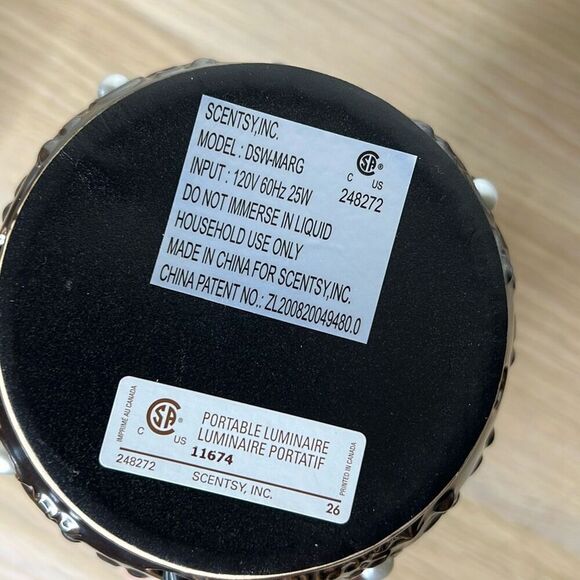 SCENTSY,INC.
MODEL : DSW-MARG
INPUT : 120V 60Hz 25W
DO NOT IMMERSE IN LIQUID
HOUSEHOLD USE ONLY
MADE IN CHINA FOR SCENTSY,INC.
CHINA PATENT NO.: ZL200820049480.0
SA ®
C US
248272
IMPRIMÉ AU CANADA
SA ®
C US
248272
PORTABLE LUMINAIRE
LUMINAIRE PORTATIF
11674
SCENTSY, INC.
26
PRINTED IN CANADA